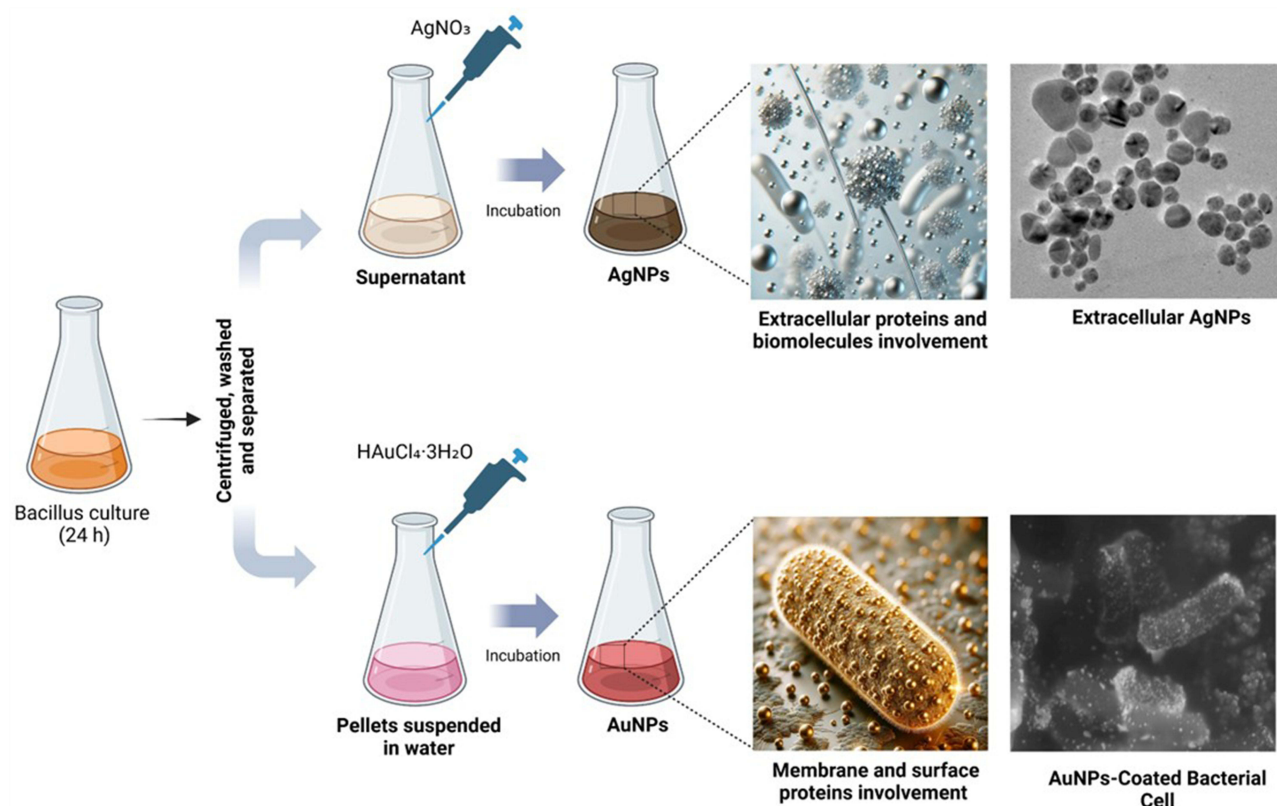 AgNO₃
Incubation
Supernatant
AgNPs
Extracellular proteins and
biomolecules involvement
Extracellular AgNPs
Bacillus culture
(24 h)
Centrifuged, washed
and separated
HAuCl₄·3H₂O
Incubation
Pellets suspended
in water
AuNPs
Membrane and surface
proteins involvement
AuNPs-Coated Bacterial
Cell